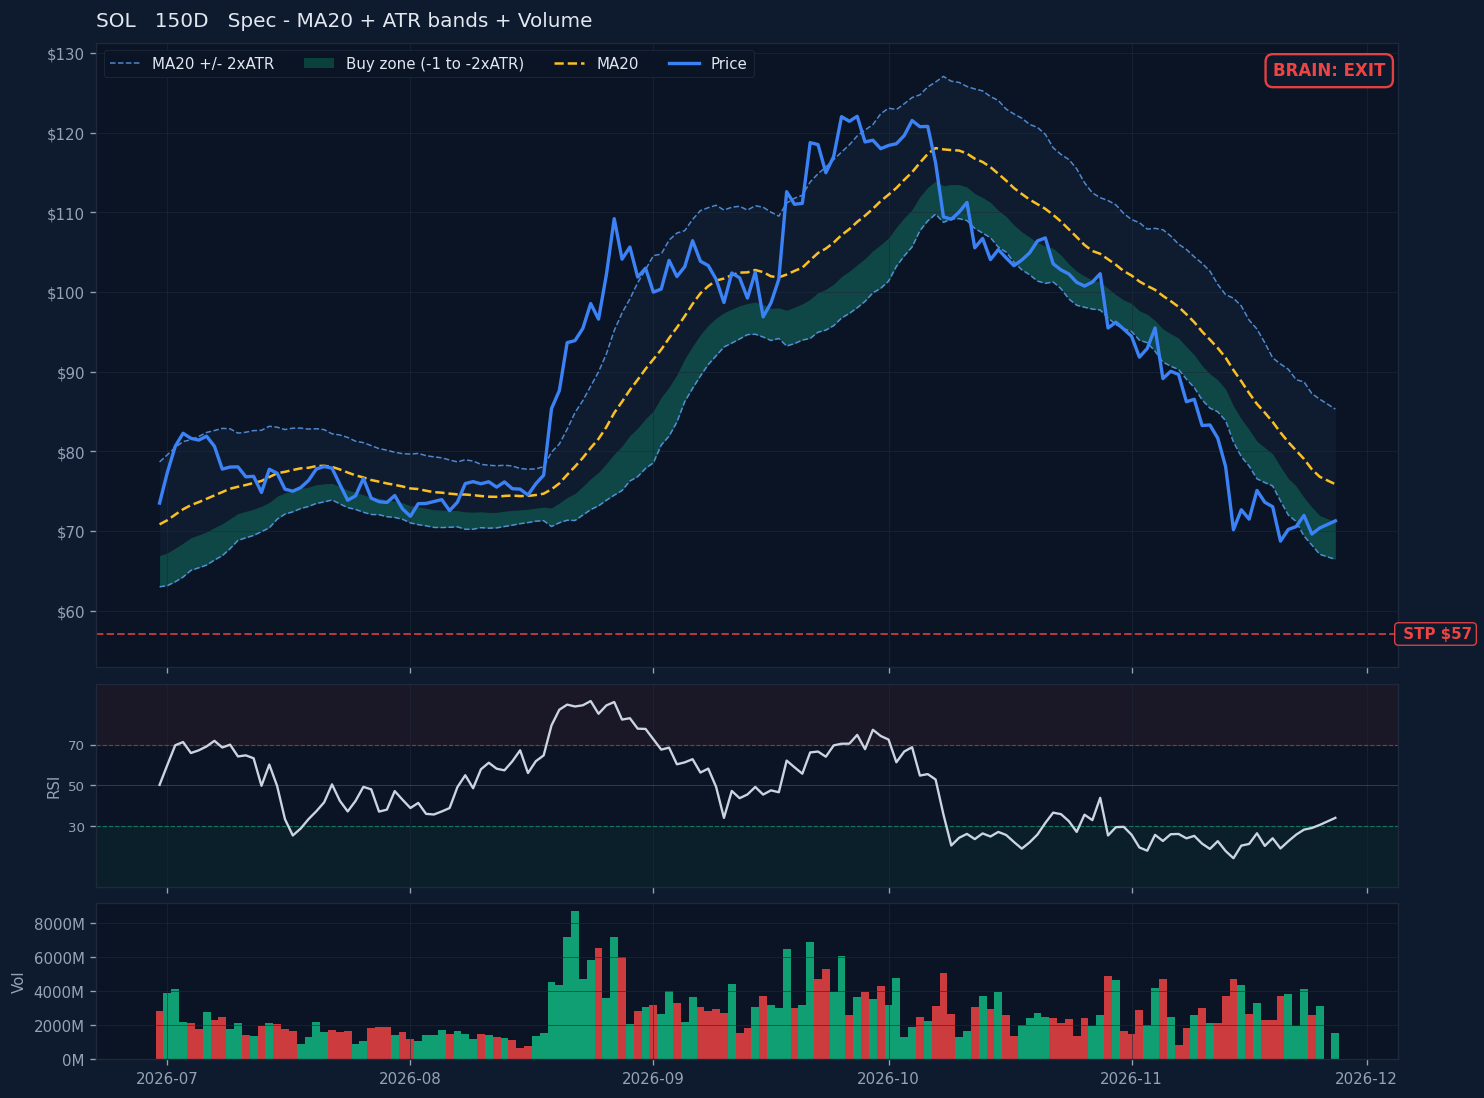 SOL   150D   Spec - MA20 + ATR bands + Volume
MA20 +/- 2xATR
Buy zone (-1 to -2xATR)
MA20
Price
BRAIN: EXIT
$130
$120
$110
$100
$90
$80
$70
$60
STP $57
RSI
70
50
30
Vol
8000M
6000M
4000M
2000M
0M
2026-07
2026-08
2026-09
2026-10
2026-11
2026-12